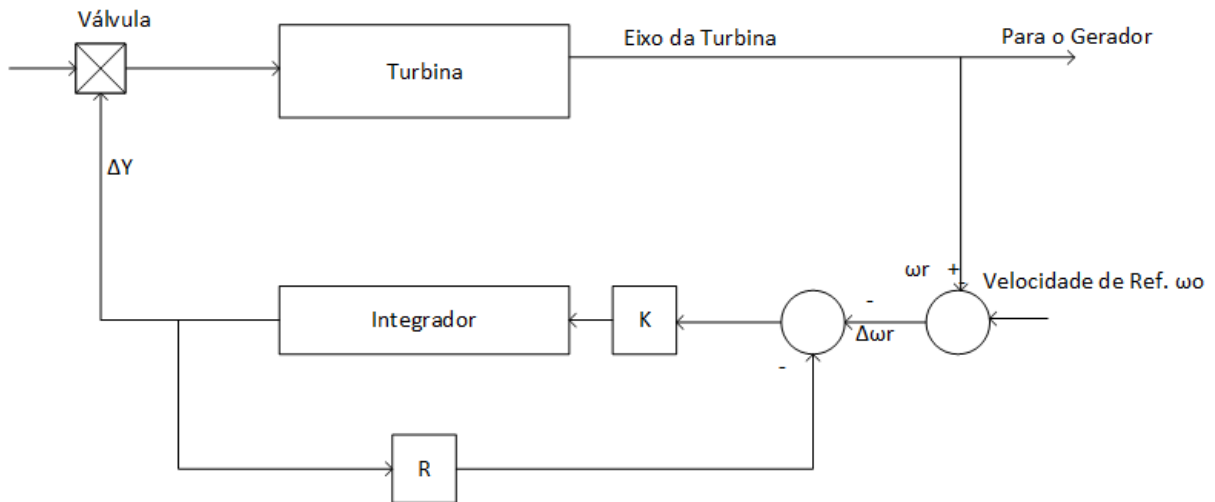 Válvula
Eixo da Turbina
Para o Gerador
Turbina
ΔY
ωr
+
Velocidade de Ref. ωo
-
Integrador
K
Δωr
-
R